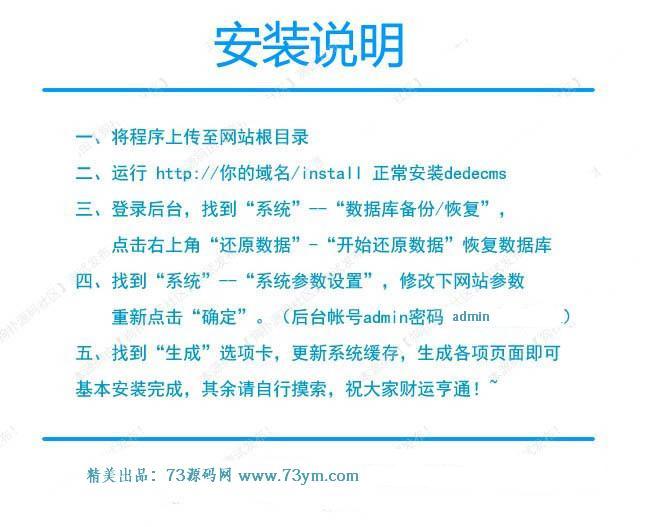 安装说明
一、将程序上传至网站根目录
二、运行 http://你的域名/install 正常安装dedecms
三、登录后台，找到“系统”--“数据库备份/恢复”，
点击右上角“还原数据”-“开始还原数据”恢复数据库
四、找到“系统”--“系统参数设置”，修改下网站参数
重新点击“确定”。（后台帐号admin密码 admin ）
五、找到“生成”选项卡，更新系统缓存，生成各项页面即可
基本安装完成，其余请自行摸索，祝大家财运亨通！~
精美出品：73源码网 www.73ym.com